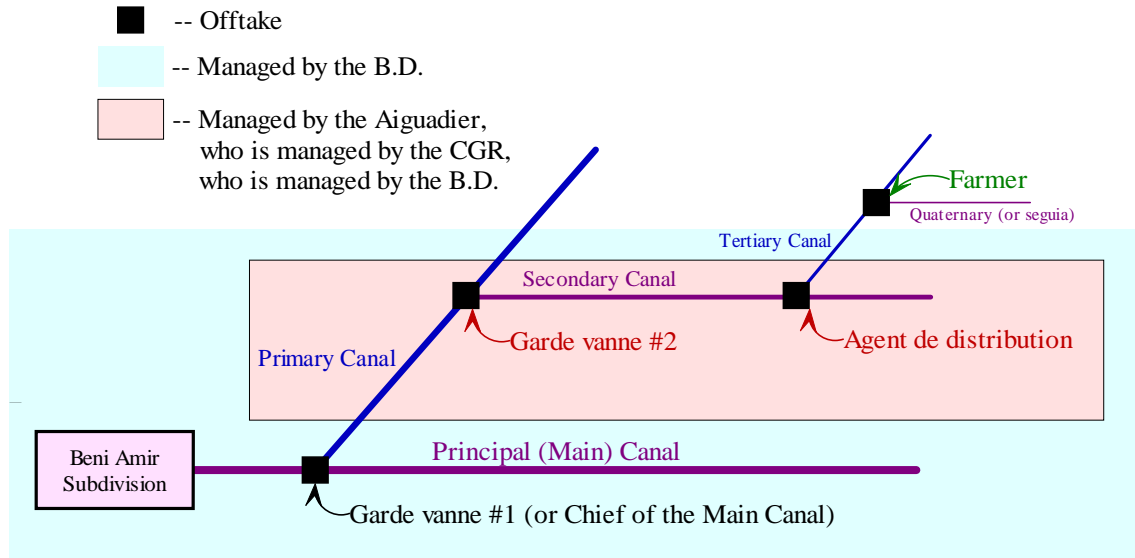 -- Offtake
-- Managed by the B.D.
-- Managed by the Aiguadier,
who is managed by the CGR,
who is managed by the B.D.
Farmer
Quaternary (or seguia)
Tertiary Canal
Secondary Canal
Garde vanne #2
Agent de distribution
Primary Canal
Principal (Main) Canal
Beni Amir
Subdivision
Garde vanne #1 (or Chief of the Main Canal)